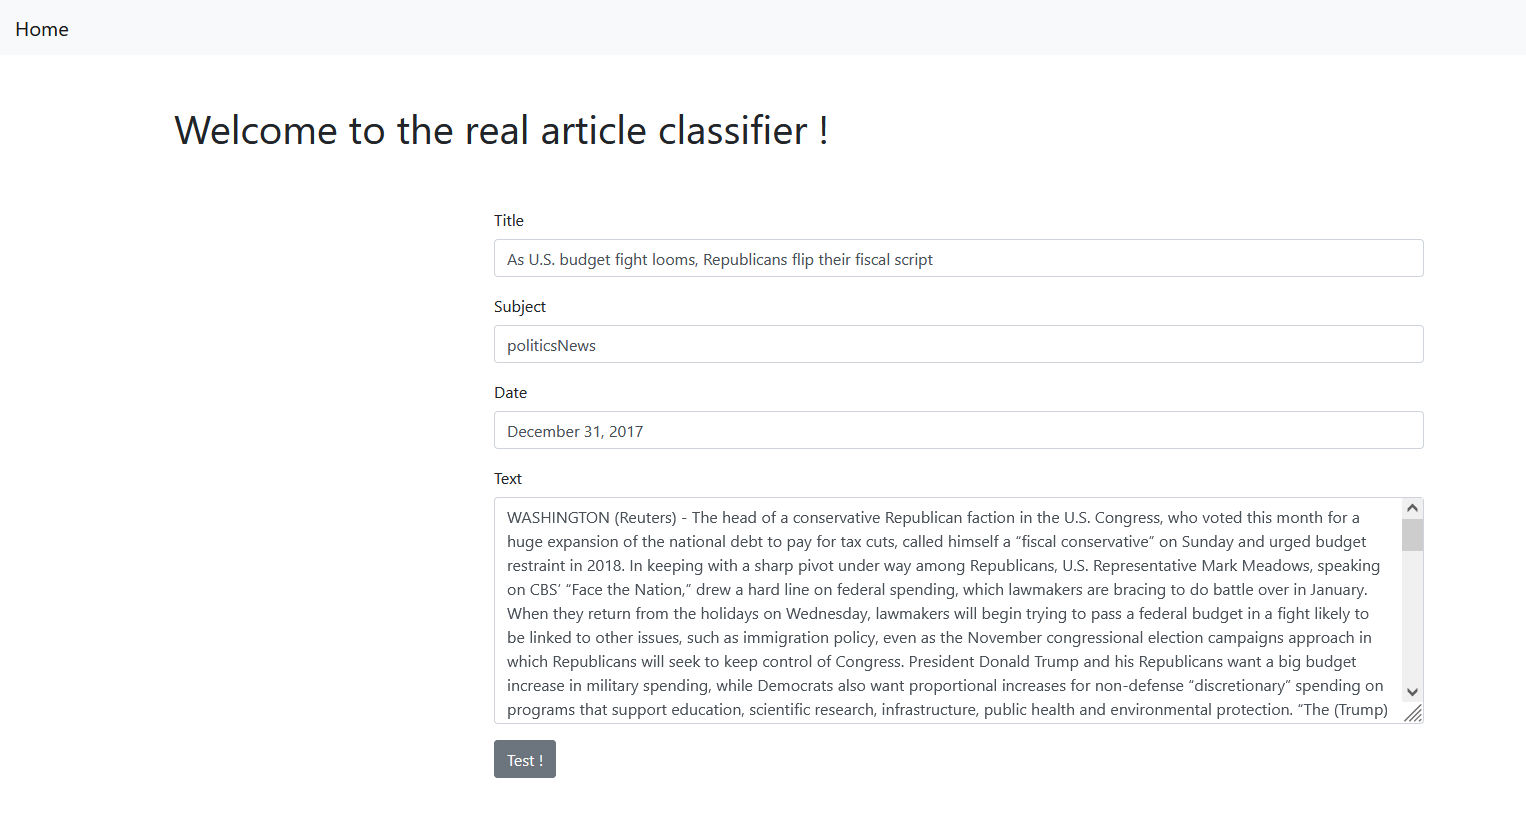 Home
Welcome to the real article classifier !
Title
As U.S. budget fight looms, Republicans flip their fiscal script
Subject
politicsNews
Date
December 31, 2017
Text
WASHINGTON (Reuters) - The head of a conservative Republican faction in the U.S. Congress, who voted this month for a
huge expansion of the national debt to pay for tax cuts, called himself a “fiscal conservative” on Sunday and urged budget
restraint in 2018. In keeping with a sharp pivot under way among Republicans, U.S. Representative Mark Meadows, speaking
on CBS’ “Face the Nation,” drew a hard line on federal spending, which lawmakers are bracing to do battle over in January.
When they return from the holidays on Wednesday, lawmakers will begin trying to pass a federal budget in a fight likely to
be linked to other issues, such as immigration policy, even as the November congressional election campaigns approach in
which Republicans will seek to keep control of Congress. President Donald Trump and his Republicans want a big budget
increase in military spending, while Democrats also want proportional increases for non-defense “discretionary” spending on
programs that support education, scientific research, infrastructure, public health and environmental protection. “The (Trump)
Test !